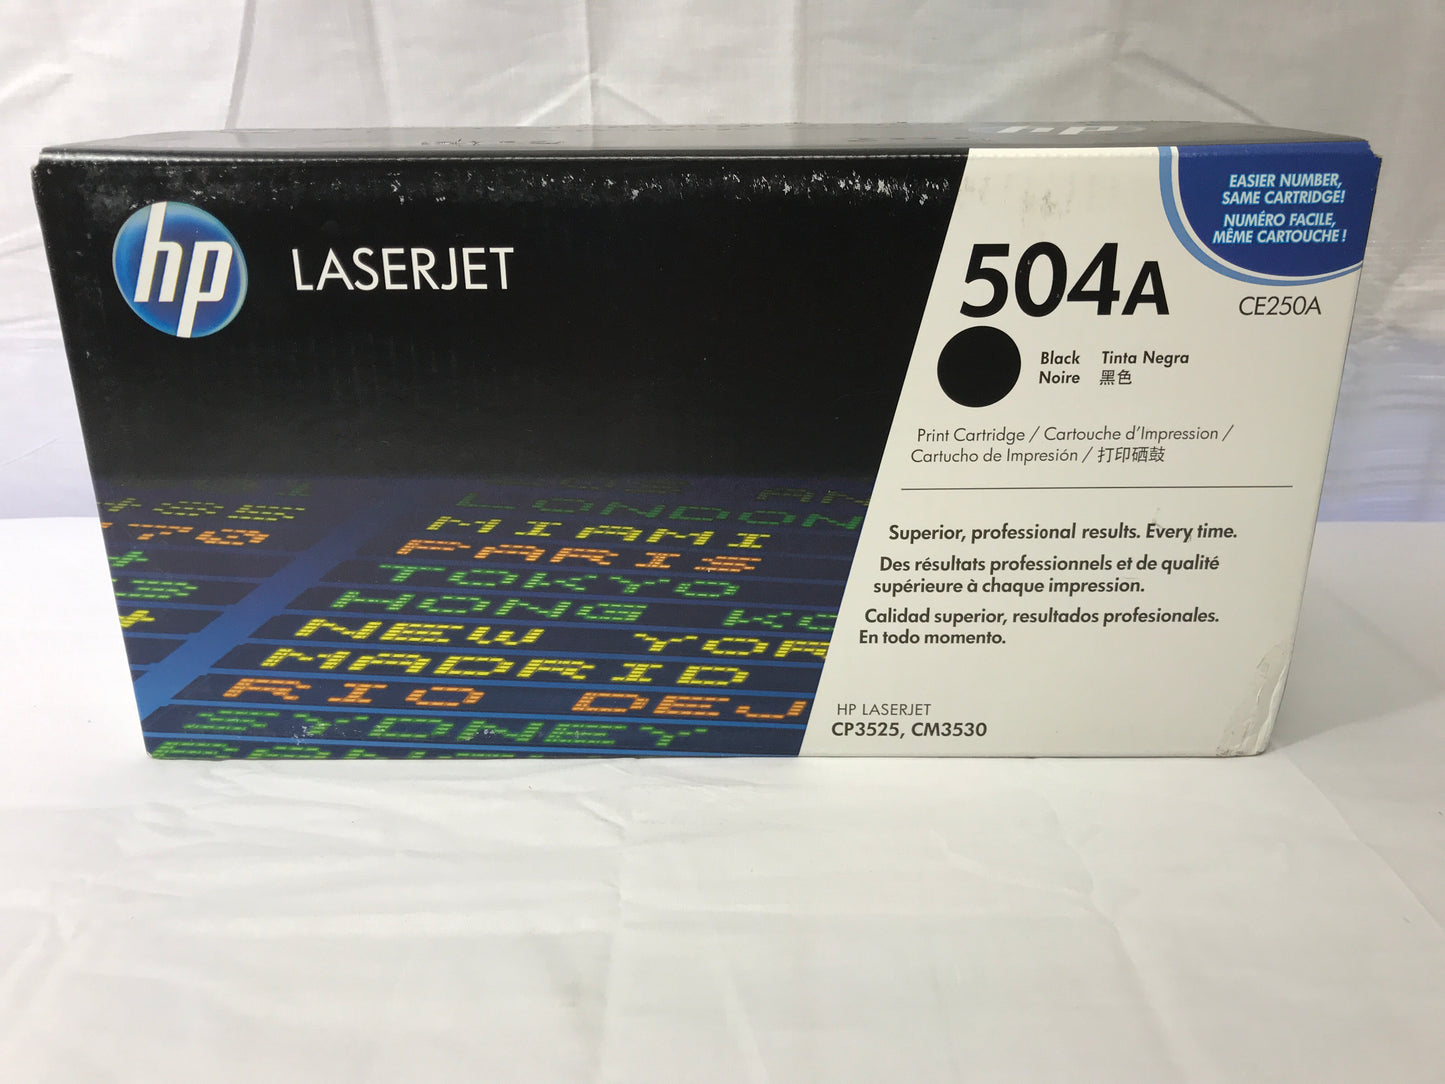 hp
hp
LASERJET
EASIER NUMBER,
SAME CARTRIDGE!
NUMÉRO FACILE,
MÊME CARTOUCHE !
504A
CE250A
Black Tinta Negra
Noire 黑色
Print Cartridge / Cartouche d'Impression /
Cartucho de Impresión / 打印硒鼓
Superior, professional results. Every time.
Des résultats professionnels et de qualité
supérieure à chaque impression.
Calidad superior, resultados profesionales.
En todo momento.
HP LASERJET
CP3525, CM3530
LONDON
MIAMI
PARIS
TOKYO
HONG KO
NEW YOR
MADRID
RIO DEJ
SYDNEY